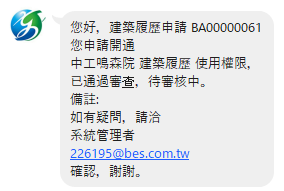 您好，建築履歷申請 BA00000061
您申請開通
中工鳴森院 建築履歷 使用權限，
已通過審查，待審核中。
備註:
如有疑問，請洽
系統管理者
226195@bes.com.tw
確認，謝謝。